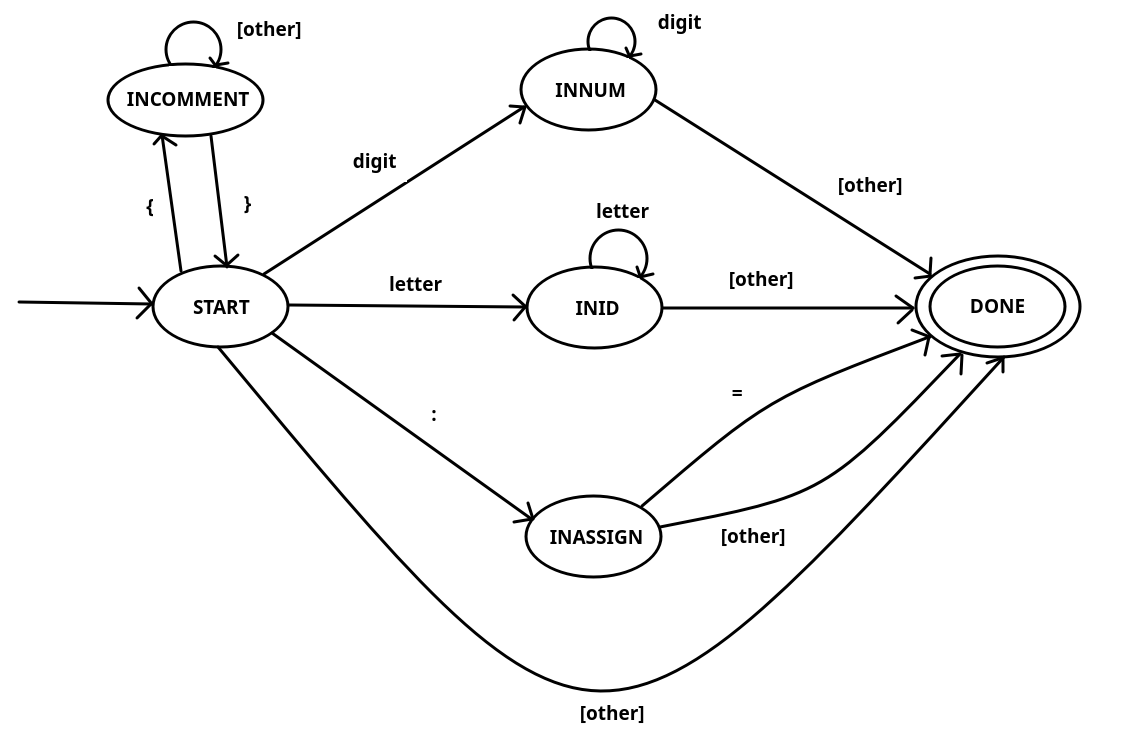 [other]
digit
INCOMMENT
INNUM
digit
[other]
{
}
letter
[other]
letter
START
INID
DONE
=
:
[other]
INASSIGN
[other]